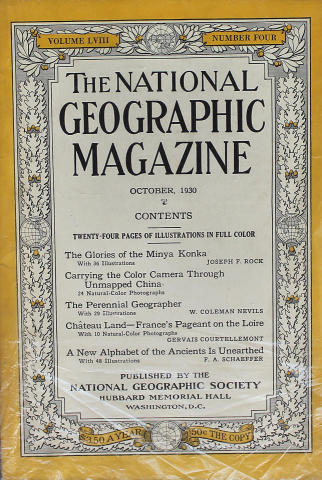 VOLUME LVIII
NUMBER FOUR
THE NATIONAL
GEOGRAPHIC
MAGAZINE
OCTOBER, 1930
CONTENTS
TWENTY-FOUR PAGES OF ILLUSTRATIONS IN FULL COLOR
The Glories of the Minya Konka
With 36 Illustrations JOSEPH F. ROCK
Carrying the Color Camera Through
Unmapped China
24 Natural-Color Photographs
The Perennial Geographer
With 29 Illustrations W. COLEMAN NEVILS
Château Land—France's Pageant on the Loire
With 10 Natural-Color Photographs
GERVAIS COURTELLEMONT
A New Alphabet of the Ancients Is Unearthed
With 48 Illustrations F. A. SCHAEFFER
PUBLISHED BY THE
NATIONAL GEOGRAPHIC SOCIETY
HUBBARD MEMORIAL HALL
WASHINGTON, D.C.
$3.50 A YEAR
50¢ THE COPY